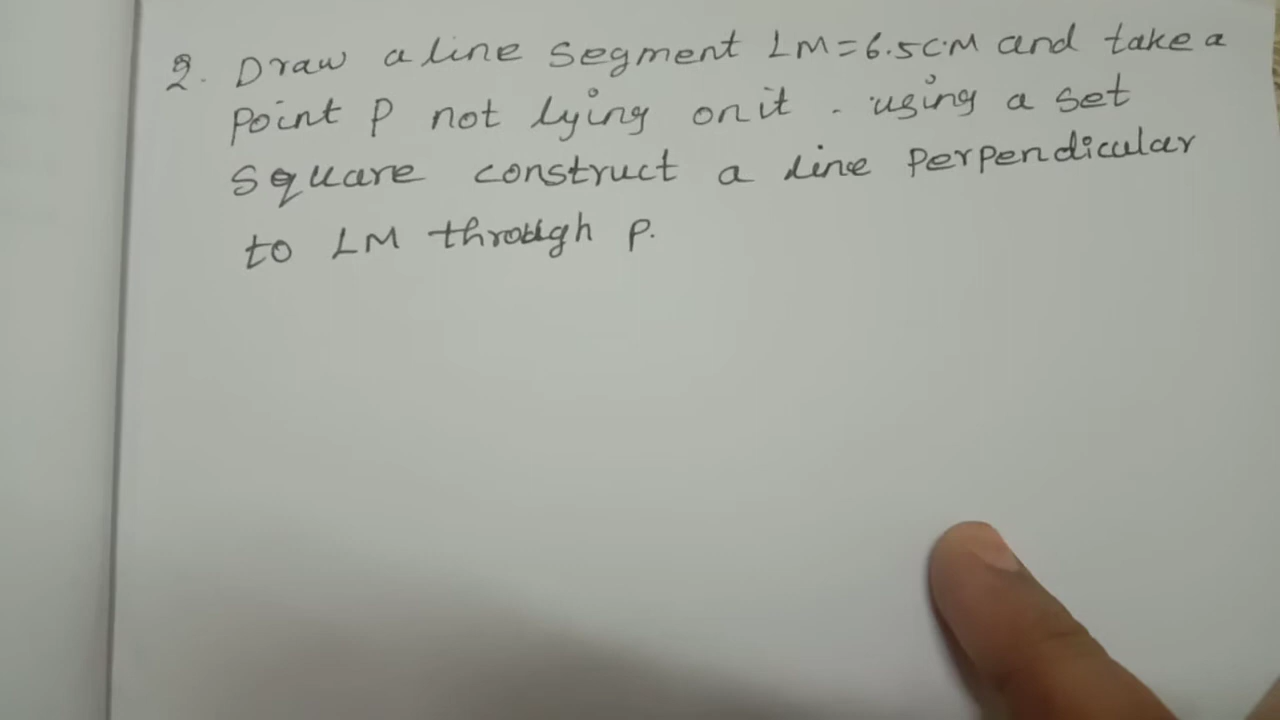 2. Draw a line segment LM=6.5CM and take a
point P not lying on it. using a set
square construct a line perpendicular
to LM through P.